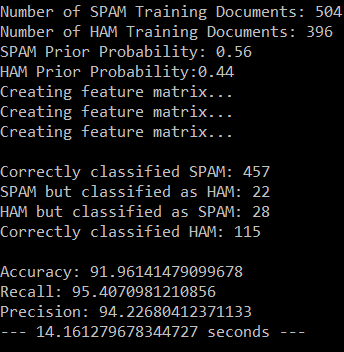 Number of SPAM Training Documents: 504
Number of HAM Training Documents: 396
SPAM Prior Probability: 0.56
HAM Prior Probability:0.44
Creating feature matrix...
Creating feature matrix...
Creating feature matrix...
Correctly classified SPAM: 457
SPAM but classified as HAM: 22
HAM but classified as SPAM: 28
Correctly classified HAM: 115
Accuracy: 91.96141479099678
Recall: 95.4070981210856
Precision: 94.22680412371133
--- 14.161279678344727 seconds ---